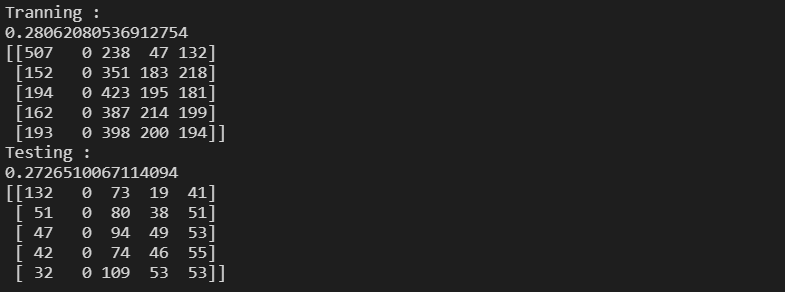 Tranning :
0.28062080536912754
[[507   0 238  47 132]
 [152   0 351 183 218]
 [194   0 423 195 181]
 [162   0 387 214 199]
 [193   0 398 200 194]]
Testing :
0.2726510067114094
[[132   0  73  19  41]
 [ 51   0  80  38  51]
 [ 47   0  94  49  53]
 [ 42   0  74  46  55]
 [ 32   0 109  53  53]]